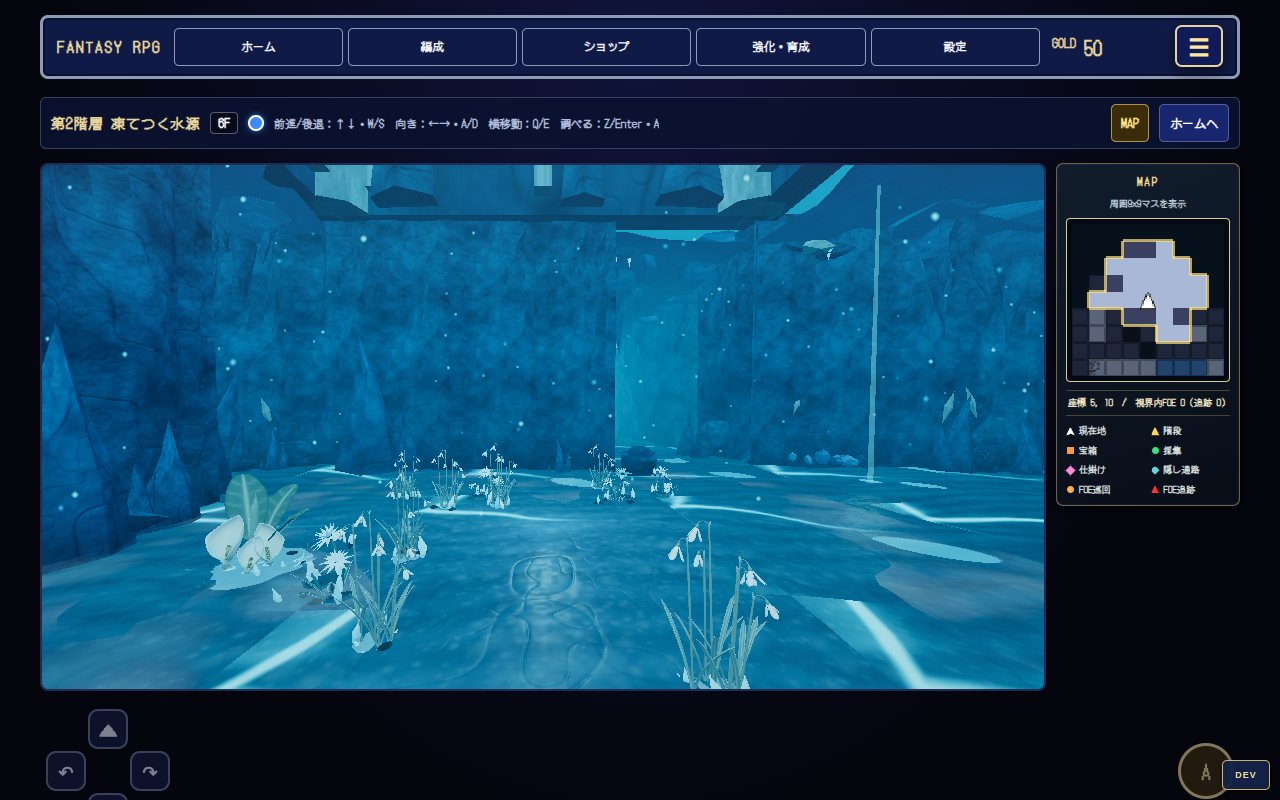 FANTASY RPG ホーム 編成 ショップ 強化・育成 設定 GOLD 50
第2階層 凍てつく水源 6F 前進/後退：↑↓・W/S 向き：←→・A/D 横移動：Q/E 調べる：Z/Enter・A MAP ホームへ
MAP
周囲9x9マスを表示
座標 5, 10 / 視界内FOE 0 (追跡 0)
現在地 階段
宝箱 採集
仕掛け 隠し通路
FOE巡回 FOE追跡
A DEV